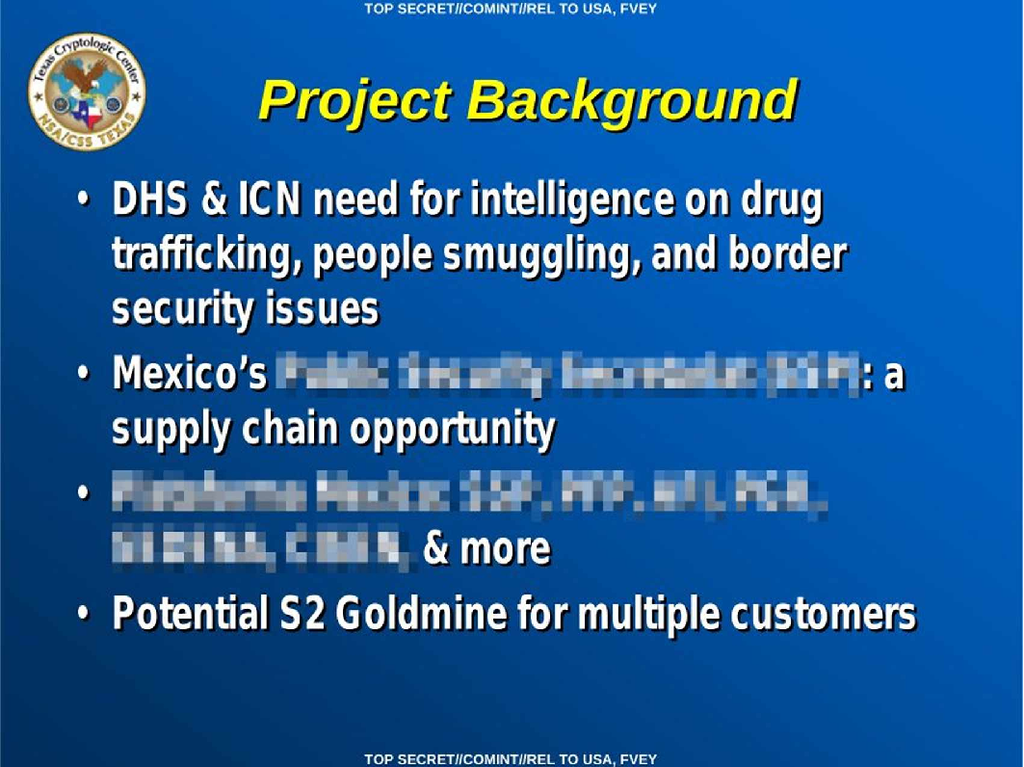 TOP SECRET//COMINT//REL TO USA, FVEY
Texas Cryptologic Center
NSA/CSS TEXAS
Project Background
• DHS & ICN need for intelligence on drug
trafficking, people smuggling, and border
security issues
• Mexico’s : a
supply chain opportunity
•
& more
• Potential S2 Goldmine for multiple customers
TOP SECRET//COMINT//REL TO USA, FVEY